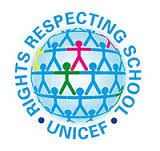 RIGHTS RESPECTING SCHOOL
• UNICEF •